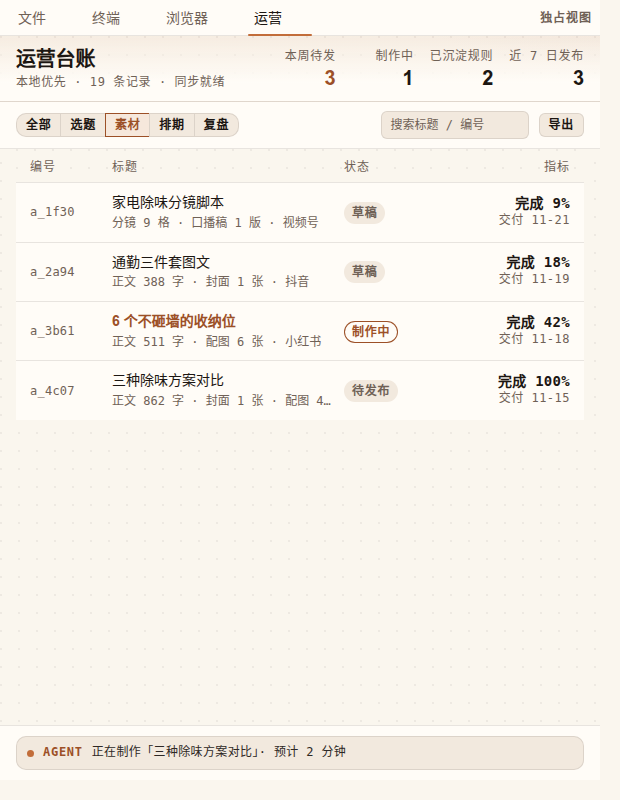 文件 终端 浏览器 运营 独占视图
运营台账
本地优先 · 19 条记录 · 同步就绪
本周待发 制作中 已沉淀规则 近 7 日发布
3 1 2 3
全部 选题 素材 排期 复盘 搜索标题 / 编号 导出
编号 标题 状态 指标
a_1f30 家电除味分镜脚本 草稿 完成 9%
分镜 9 格 · 口播稿 1 版 · 视频号 交付 11-21
a_2a94 通勤三件套图文 草稿 完成 18%
正文 388 字 · 封面 1 张 · 抖音 交付 11-19
a_3b61 6 个不砸墙的收纳位 制作中 完成 42%
正文 511 字 · 配图 6 张 · 小红书 交付 11-18
a_4c07 三种除味方案对比 待发布 完成 100%
正文 862 字 · 封面 1 张 · 配图 4… 交付 11-15
AGENT 正在制作「三种除味方案对比」· 预计 2 分钟